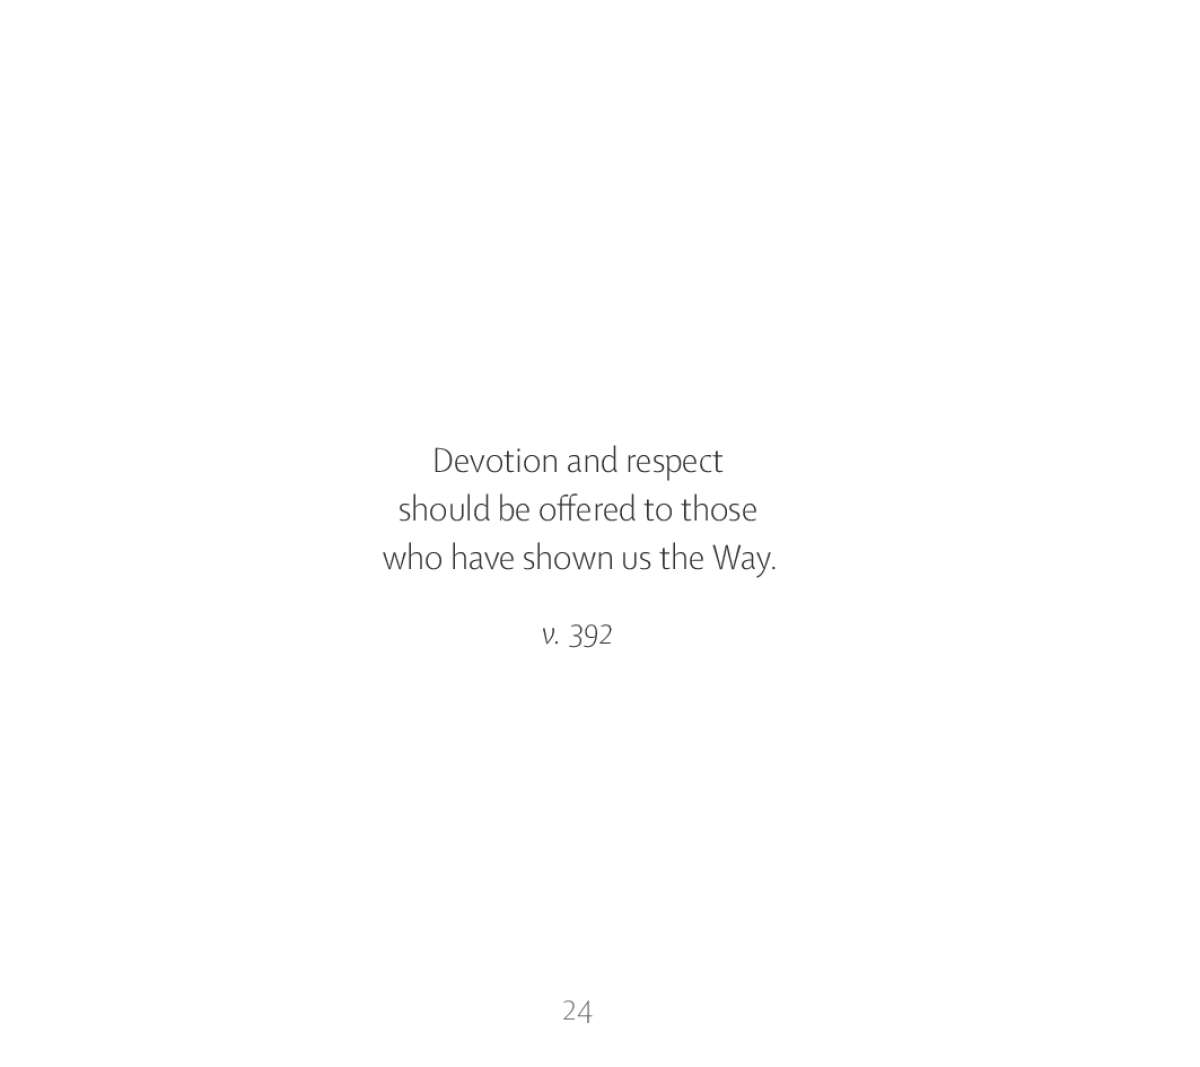 Devotion and respect
should be offered to those
who have shown us the Way.
v. 392
24